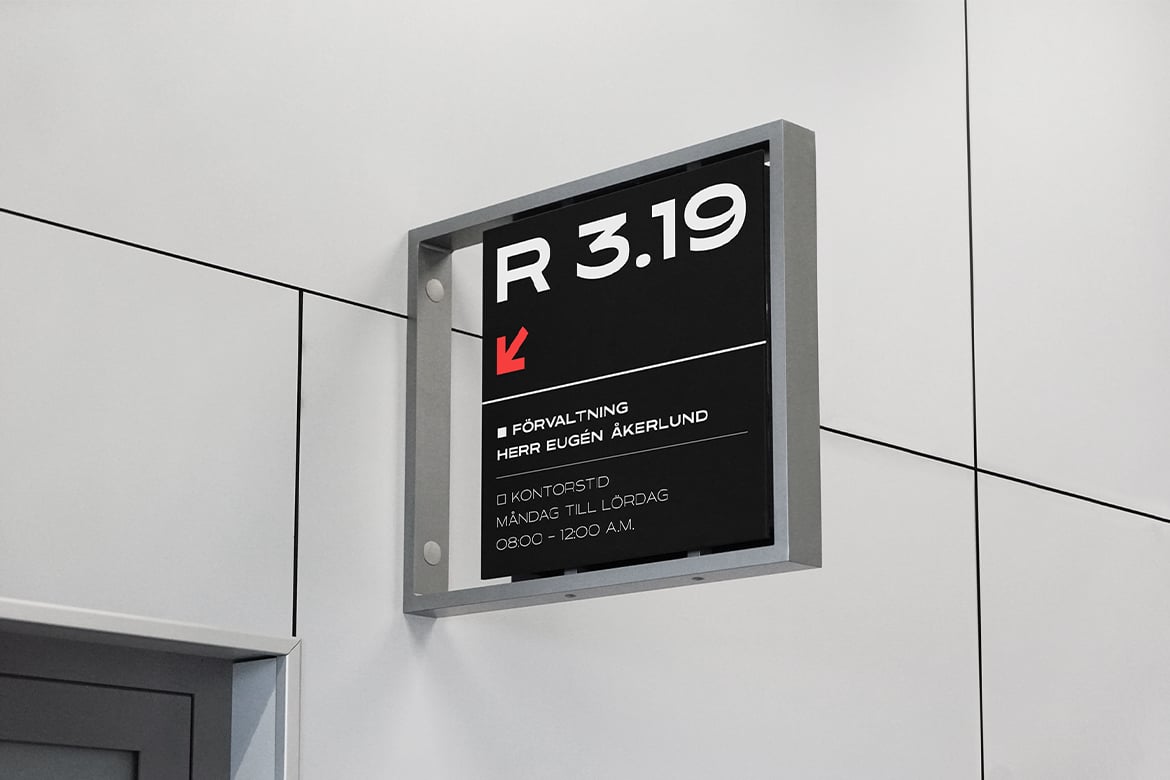 R 3.19
FÖRVALTNING
HERR EUGÉN ÅKERLUND
KONTORSTID
MÅNDAG TILL LÖRDAG
08:00 – 12:00 A.M.